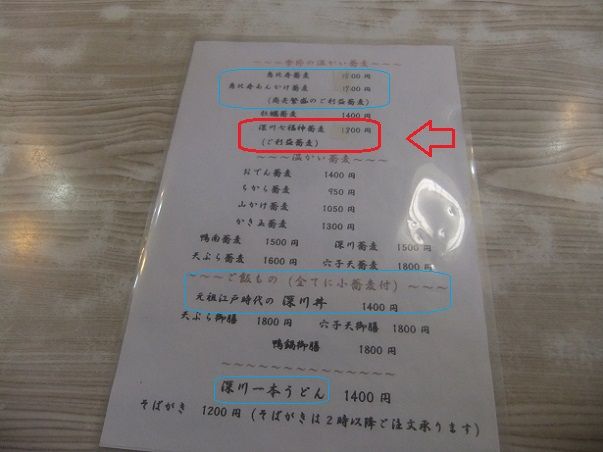 ～～～季節の温かい蕎麦～～～
恵比寿蕎麦 1500円
恵比寿あんかけ蕎麦 1700円
(商売繁盛のご利益蕎麦)
牡蠣蕎麦 1400円
深川七福神蕎麦 1200円
(ご利益蕎麦)
～～～温かい蕎麦～～～
おでん蕎麦 1400円
ちから蕎麦 950円
山かけ蕎麦 1050円
かき玉蕎麦 1300円
鴨南蕎麦 1500円 深川蕎麦 1500円
天ぷら蕎麦 1600円 穴子天蕎麦 1800円
～～～ご飯もの(全てに小蕎麦付)～～～
元祖江戸時代の 深川丼 1400円
天ぷら御膳 1800円 穴子天御膳 1800円
鴨鍋御膳 1800円
～～～～～～～～～～～～～
深川一本うどん 1400円
そばがき 1200円(そばがきは2時以降ご注文承ります)